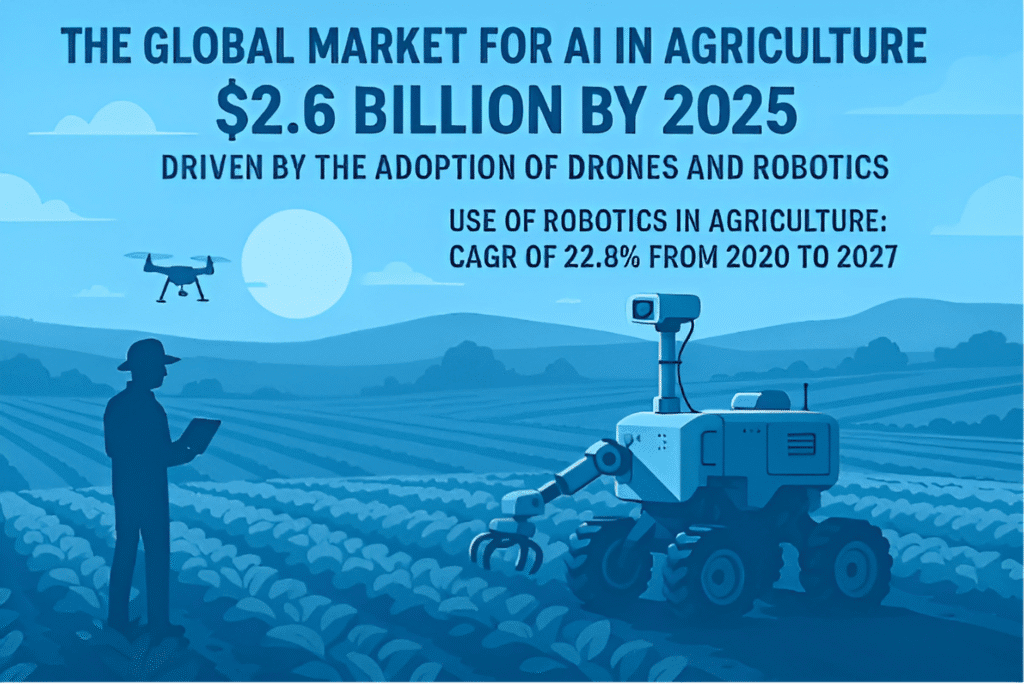 THE GLOBAL MARKET FOR AI IN AGRICULTURE
$2.6 BILLION BY 2025
DRIVEN BY THE ADOPTION OF DRONES AND ROBOTICS
USE OF ROBOTICS IN AGRICULTURE:
CAGR OF 22.8% FROM 2020 TO 2027